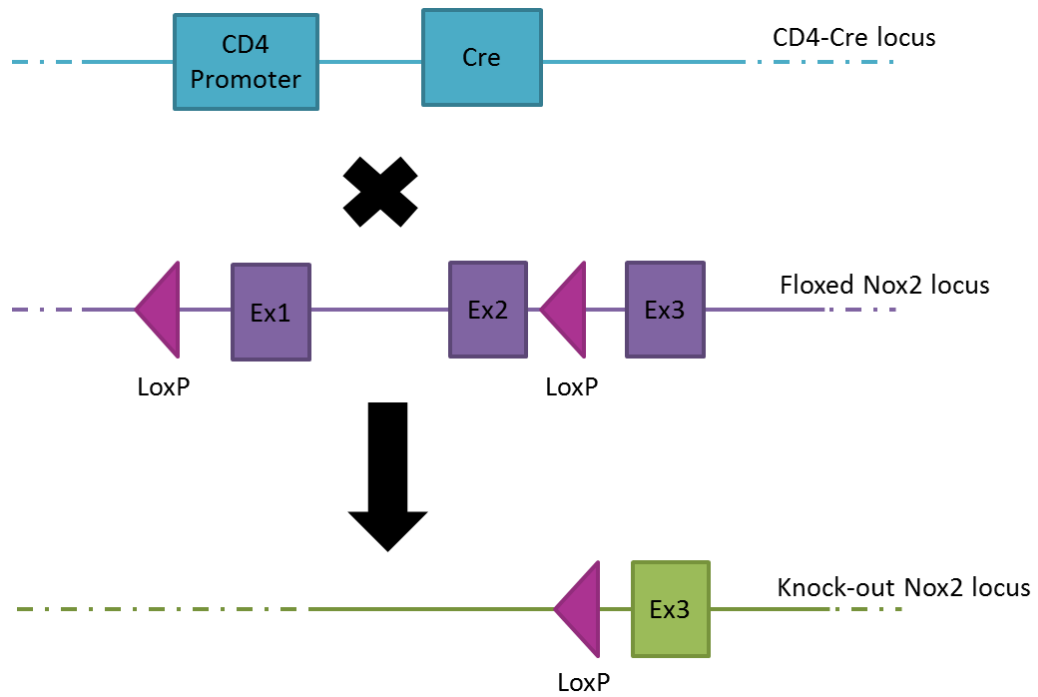 CD4
Promoter
Cre
CD4-Cre locus
Ex1
Ex2
Ex3
Floxed Nox2 locus
LoxP
LoxP
Ex3
Knock-out Nox2 locus
LoxP